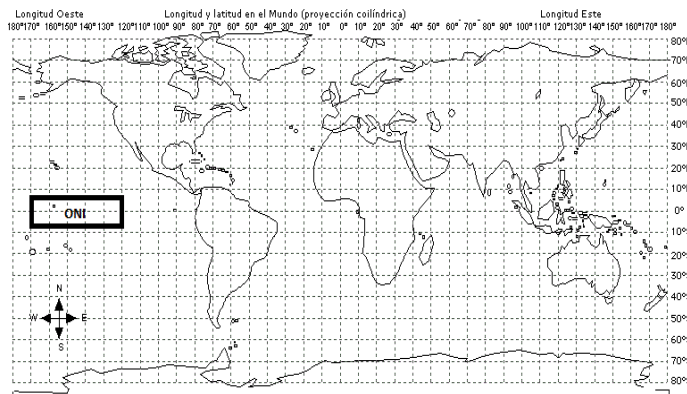 Longitud Oeste Longitud y latitud en el Mundo (proyección coilíndrica) Longitud Este
180° 170° 160° 150° 140° 130° 120° 110° 100° 90° 80° 70° 60° 50° 40° 30° 20° 10° 0° 10° 20° 30° 40° 50° 60° 70° 80° 90° 100° 110° 120° 130° 140° 150° 160° 170° 180°
80°
70°
60°
50°
40°
30°
20°
10°
ONI 0°
10°
20°
30°
N 40°
W E 50°
S 60°
70°
80°